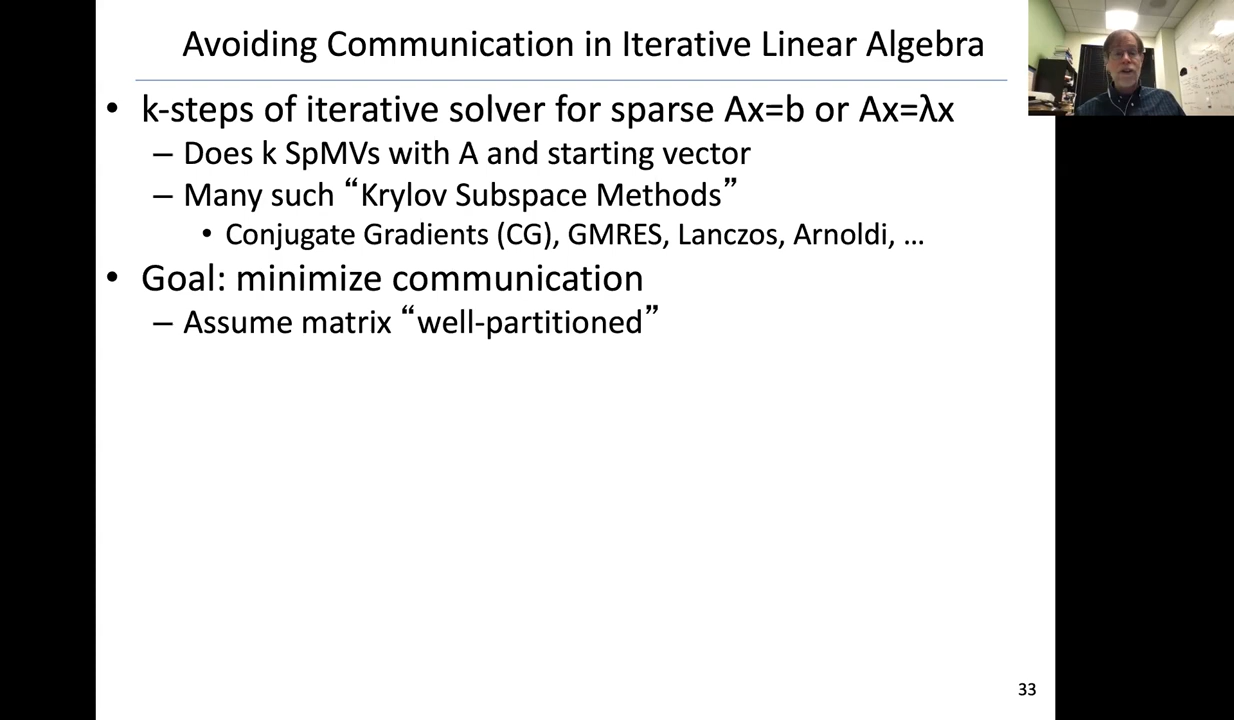 Avoiding Communication in Iterative Linear Algebra
• k-steps of iterative solver for sparse Ax=b or Ax=λx
– Does k SpMVs with A and starting vector
– Many such “Krylov Subspace Methods”
• Conjugate Gradients (CG), GMRES, Lanczos, Arnoldi, …
• Goal: minimize communication
– Assume matrix “well-partitioned”
33